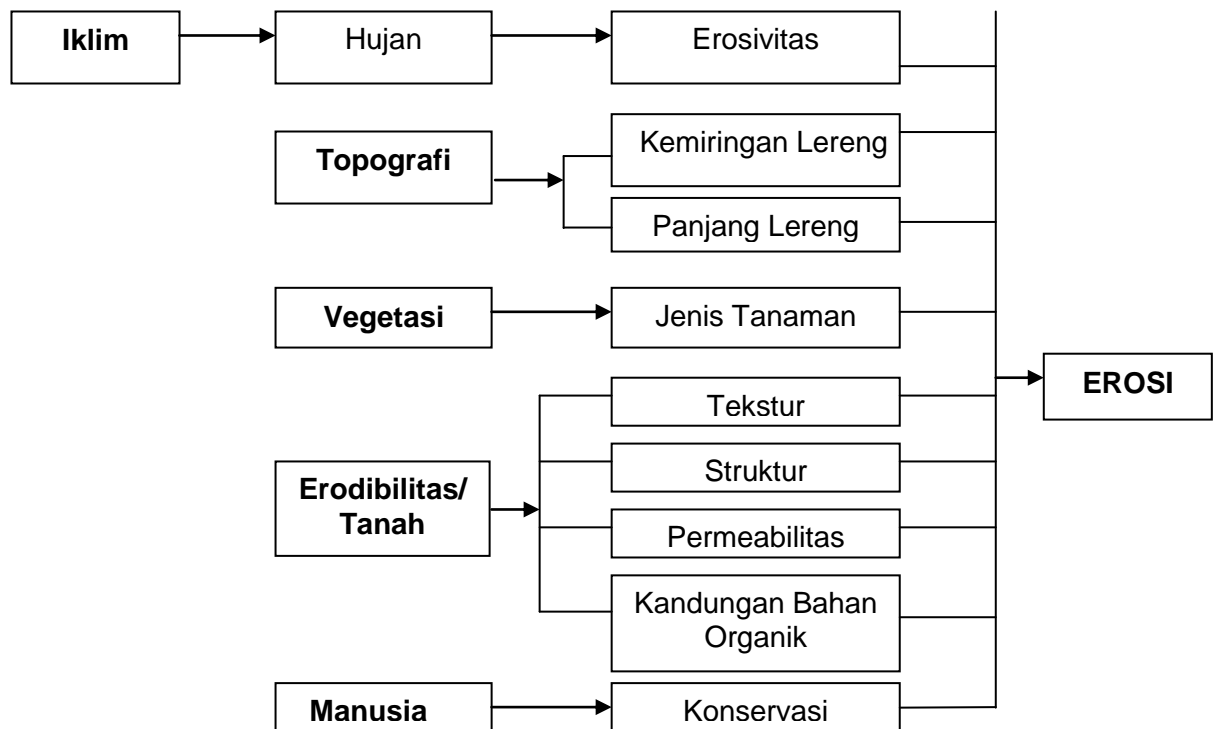 Iklim
Hujan
Erosivitas
Topografi
Kemiringan Lereng
Panjang Lereng
Vegetasi
Jenis Tanaman
EROSI
Erodibilitas/
Tanah
Tekstur
Struktur
Permeabilitas
Kandungan Bahan
Organik
Manusia
Konservasi